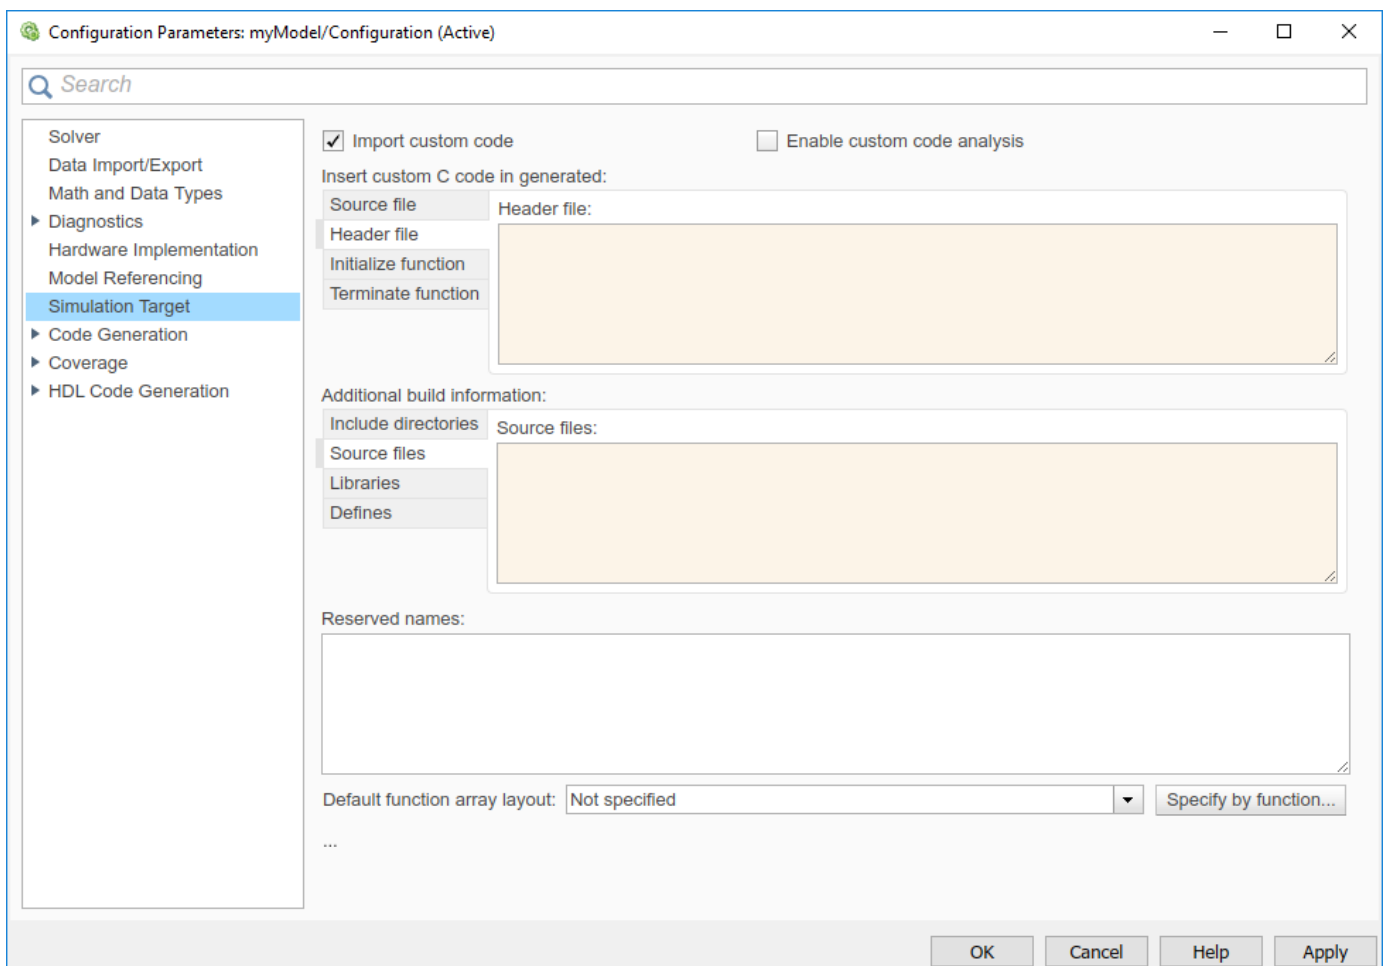 Configuration Parameters: myModel/Configuration (Active)
Search
Solver
Data Import/Export
Math and Data Types
Diagnostics
Hardware Implementation
Model Referencing
Simulation Target
Code Generation
Coverage
HDL Code Generation
Import custom code
Enable custom code analysis
Insert custom C code in generated:
Source file
Header file
Initialize function
Terminate function
Header file:
Additional build information:
Include directories
Source files
Libraries
Defines
Source files:
Reserved names:
Default function array layout: Not specified
Specify by function...
...
OK
Cancel
Help
Apply